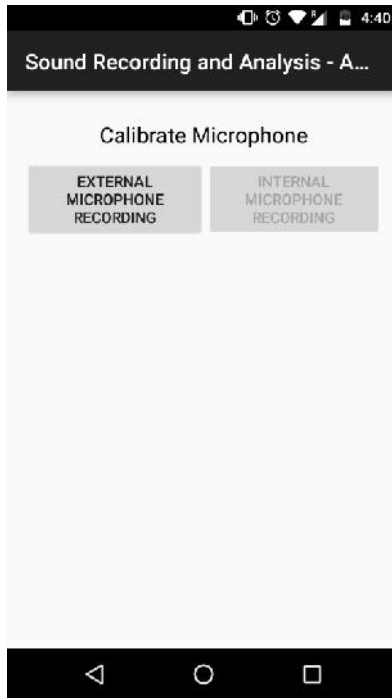 4:40
Sound Recording and Analysis - A...
Calibrate Microphone
EXTERNAL
MICROPHONE
RECORDING
INTERNAL
MICROPHONE
RECORDING